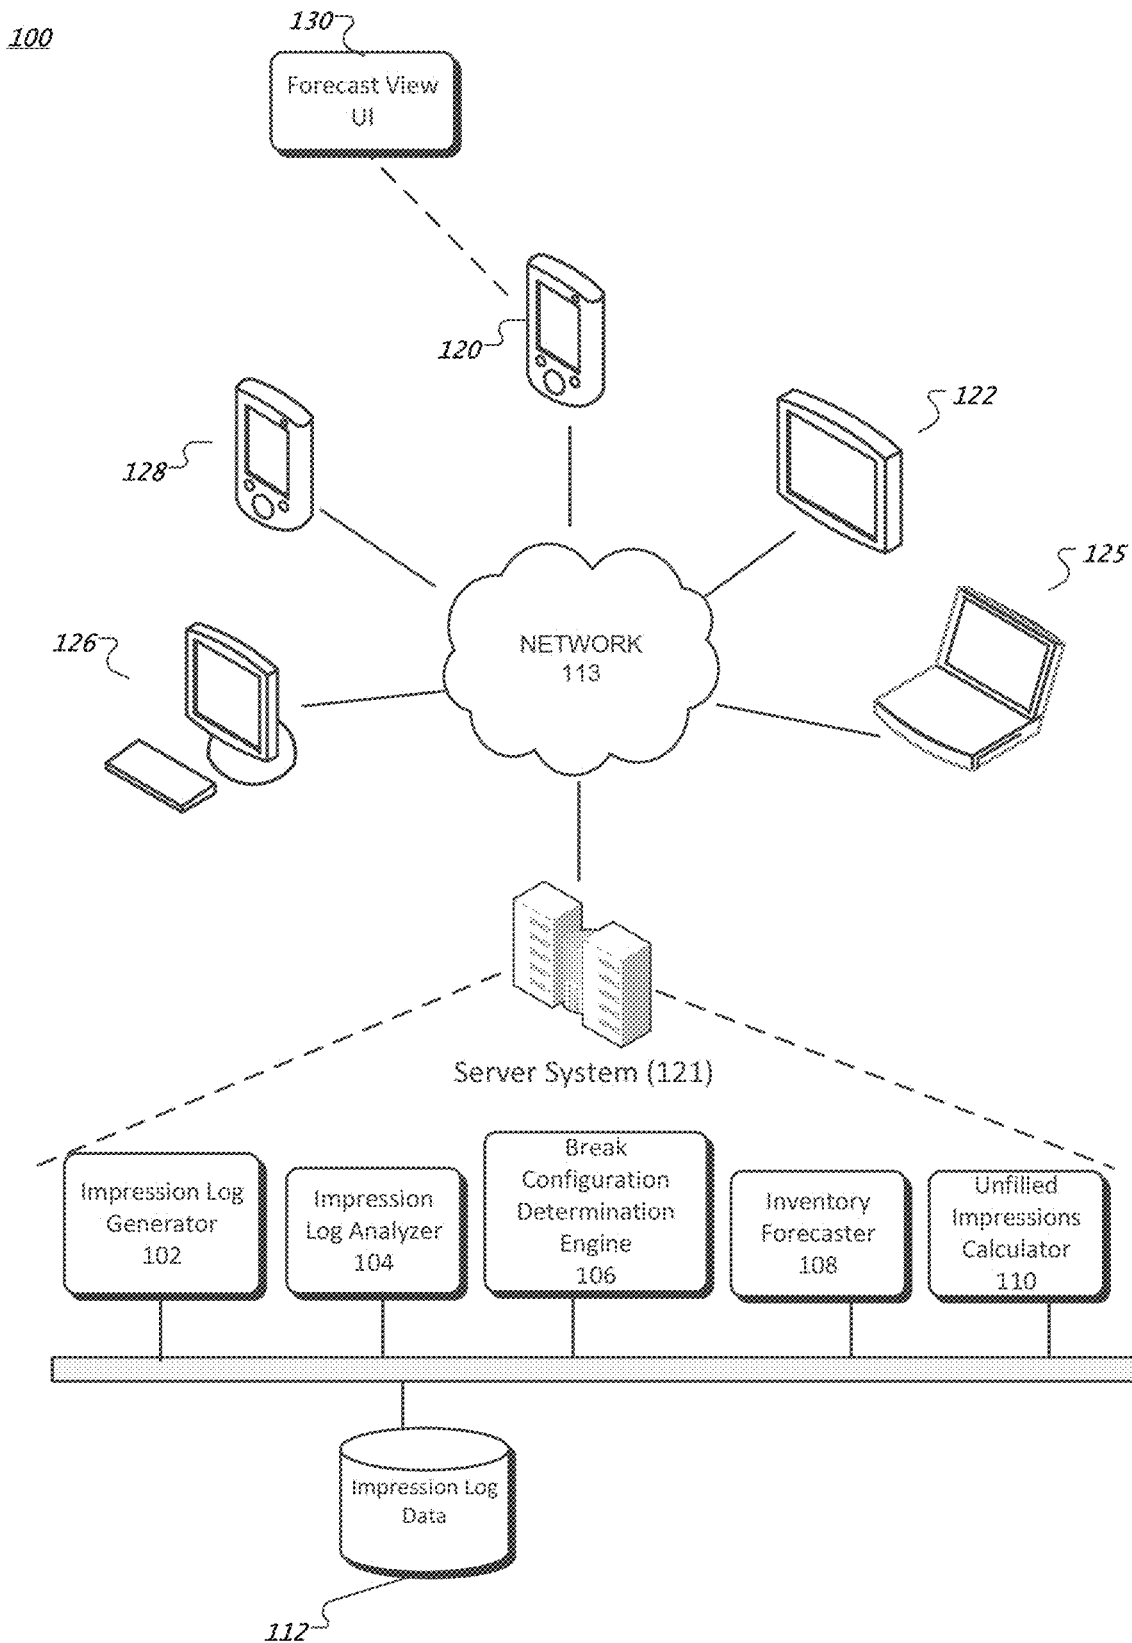 100
130
Forecast View
UI
120
122
128
125
126
NETWORK
113
Server System (121)
Impression Log
Generator
102
Impression
Log Analyzer
104
Break
Configuration
Determination
Engine
106
Inventory
Forecaster
108
Unfilled
Impressions
Calculator
110
Impression Log
Data
112